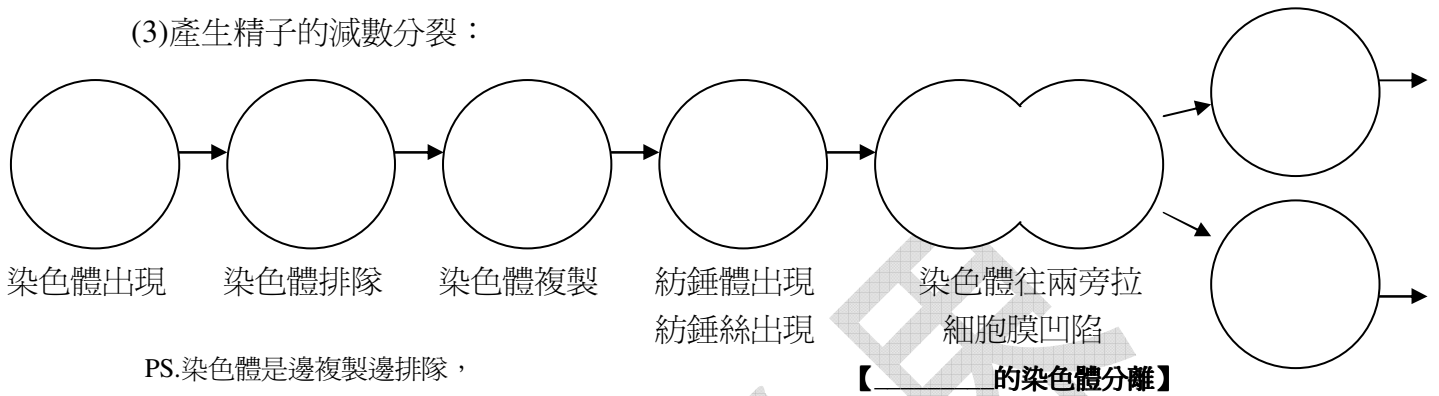 (3)產生精子的減數分裂：
染色體出現 染色體排隊 染色體複製 紡錘體出現 染色體往兩旁拉
紡錘絲出現 細胞膜凹陷
PS.染色體是邊複製邊排隊，
【_________的染色體分離】